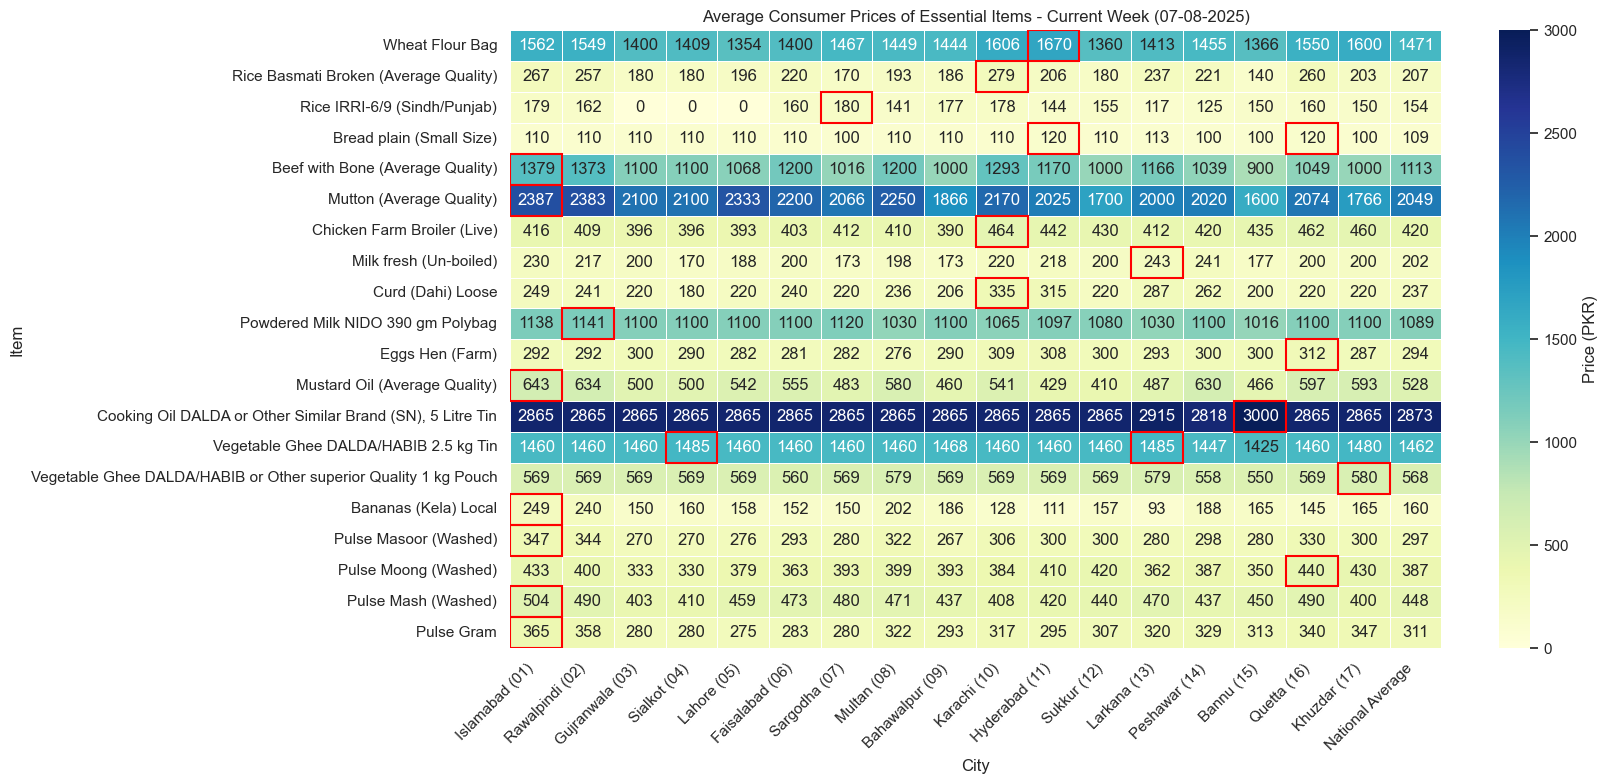 Average Consumer Prices of Essential Items - Current Week (07-08-2025)
Wheat Flour Bag 1562 1549 1400 1409 1354 1400 1467 1449 1444 1606 1670 1360 1413 1455 1366 1550 1600 1471
Rice Basmati Broken (Average Quality) 267 257 180 180 196 220 170 193 186 279 206 180 237 221 140 260 203 207
Rice IRRI-6/9 (Sindh/Punjab) 179 162 0 0 0 160 180 141 177 178 144 155 117 125 150 160 150 154
Bread plain (Small Size) 110 110 110 110 110 110 100 110 110 110 120 110 113 100 100 120 100 109
Beef with Bone (Average Quality) 1379 1373 1100 1100 1068 1200 1016 1200 1000 1293 1170 1000 1166 1039 900 1049 1000 1113
Mutton (Average Quality) 2387 2383 2100 2100 2333 2200 2066 2250 1866 2170 2025 1700 2000 2020 1600 2074 1766 2049
Chicken Farm Broiler (Live) 416 409 396 396 393 403 412 410 390 464 442 430 412 420 435 462 460 420
Milk fresh (Un-boiled) 230 217 200 170 188 200 173 198 173 220 218 200 243 241 177 200 200 202
Curd (Dahi) Loose 249 241 220 180 220 240 220 236 206 335 315 220 287 262 200 220 220 237
Powdered Milk NIDO 390 gm Polybag 1138 1141 1100 1100 1100 1100 1120 1030 1100 1065 1097 1080 1030 1100 1016 1100 1100 1089
Eggs Hen (Farm) 292 292 300 290 282 281 282 276 290 309 308 300 293 300 300 312 287 294
Mustard Oil (Average Quality) 643 634 500 500 542 555 483 580 460 541 429 410 487 630 466 597 593 528
Cooking Oil DALDA or Other Similar Brand (SN), 5 Litre Tin 2865 2865 2865 2865 2865 2865 2865 2865 2865 2865 2865 2865 2915 2818 3000 2865 2865 2873
Vegetable Ghee DALDA/HABIB 2.5 kg Tin 1460 1460 1460 1485 1460 1460 1460 1460 1468 1460 1460 1460 1485 1447 1425 1460 1480 1462
Vegetable Ghee DALDA/HABIB or Other superior Quality 1 kg Pouch 569 569 569 569 569 560 569 579 569 569 569 569 579 558 550 569 580 568
Bananas (Kela) Local 249 240 150 160 158 152 150 202 186 128 111 157 93 188 165 145 165 160
Pulse Masoor (Washed) 347 344 270 270 276 293 280 322 267 306 300 300 280 298 280 330 300 297
Pulse Moong (Washed) 433 400 333 330 379 363 393 399 393 384 410 420 362 387 350 440 430 387
Pulse Mash (Washed) 504 490 403 410 459 473 480 471 437 408 420 440 470 437 450 490 400 448
Pulse Gram 365 358 280 280 275 283 280 322 293 317 295 307 320 329 313 340 347 311
Islamabad (01) Rawalpindi (02) Gujranwala (03) Sialkot (04) Lahore (05) Faisalabad (06) Sargodha (07) Multan (08) Bahawalpur (09) Karachi (10) Hyderabad (11) Sukkur (12) Larkana (13) Peshawar (14) Bannu (15) Quetta (16) Khuzdar (17) National Average
City
Item
3000
2500
2000
1500
1000
500
0
Price (PKR)